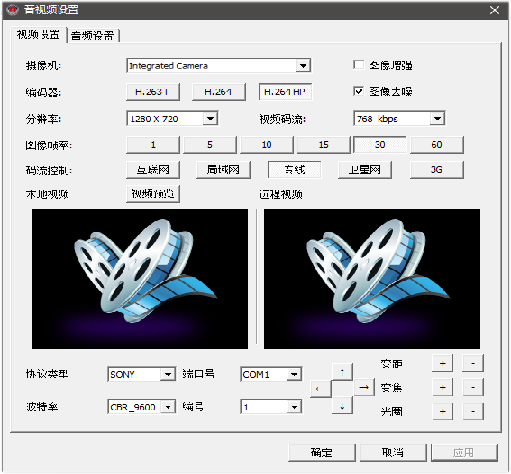 音视频设置
视频设置 音频设置
摄像机: Integrated Camera 图像增强
编码器: H.263+ H.264 H.264 HP 图像去噪
分辨率: 1280 X 720 视频码流: 768 kbps
图像帧率: 1 5 10 15 30 60
码流控制: 互联网 局域网 专线 卫星网 3G
本地视频 视频预览 远程视频
协议类型 SONY 端口号 COM1 ↑ 变距 + -
← → 变焦 + -
波特率 CBR_9600 编号 1 ↓ 光圈 + -
确定 取消 应用